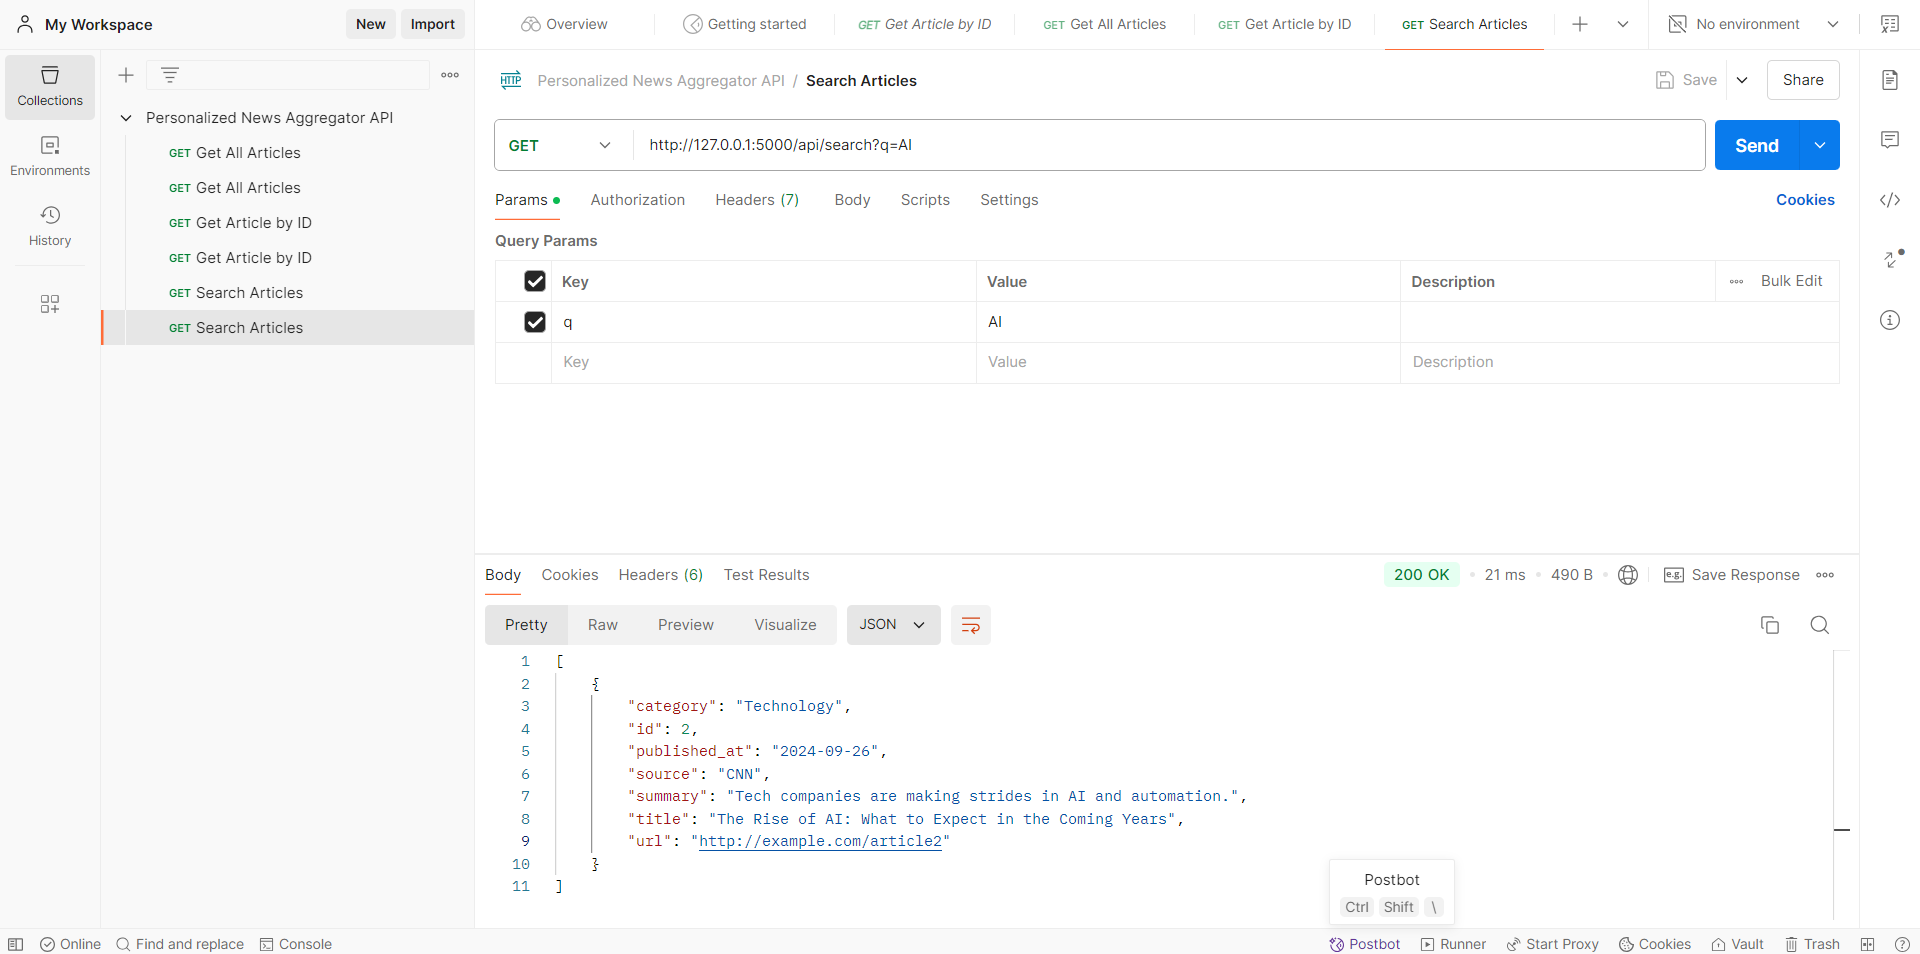 My Workspace New Import
Overview Getting started GET Get Article by ID GET Get All Articles GET Get Article by ID GET Search Articles No environment
Collections
Environments
History
Personalized News Aggregator API
GET Get All Articles
GET Get All Articles
GET Get Article by ID
GET Get Article by ID
GET Search Articles
GET Search Articles
HTTP Personalized News Aggregator API / Search Articles Save Share
GET http://127.0.0.1:5000/api/search?q=AI Send
Params Authorization Headers (7) Body Scripts Settings Cookies
Query Params
Key Value Description Bulk Edit
q AI
Key Value Description
Body Cookies Headers (6) Test Results 200 OK 21 ms 490 B e.g. Save Response
Pretty Raw Preview Visualize JSON
1 [
2 {
3 "category": "Technology",
4 "id": 2,
5 "published_at": "2024-09-26",
6 "source": "CNN",
7 "summary": "Tech companies are making strides in AI and automation.",
8 "title": "The Rise of AI: What to Expect in the Coming Years",
9 "url": "http://example.com/article2"
10 }
11 ]
Postbot
Ctrl Shift \
Online Find and replace Console Postbot Runner Start Proxy Cookies Vault Trash